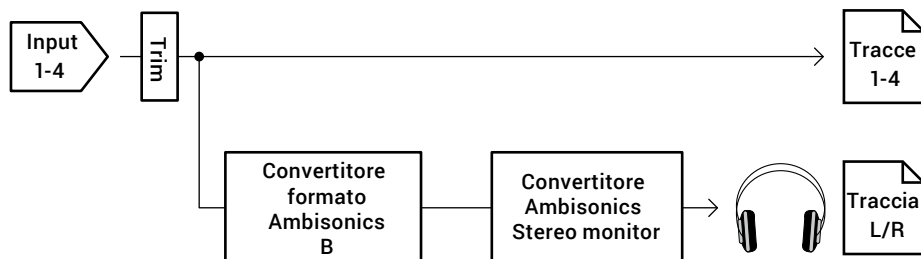 Input
1-4
Trim
Tracce
1-4
Convertitore
formato
Ambisonics
B
Convertitore
Ambisonics
Stereo monitor
Traccia
L/R